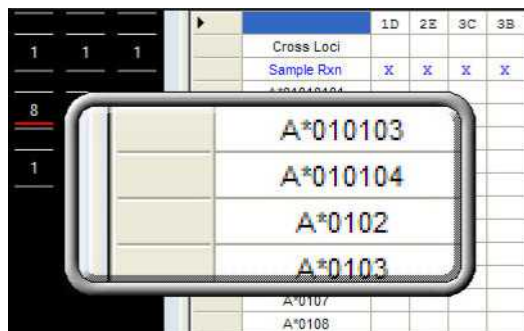 1D 2E 3C 3B
1 1 1 Cross Loci
Sample Rxn X X X X
8
A*010103
1
A*010104
A*0102
A*0103
A*0107
A*0108